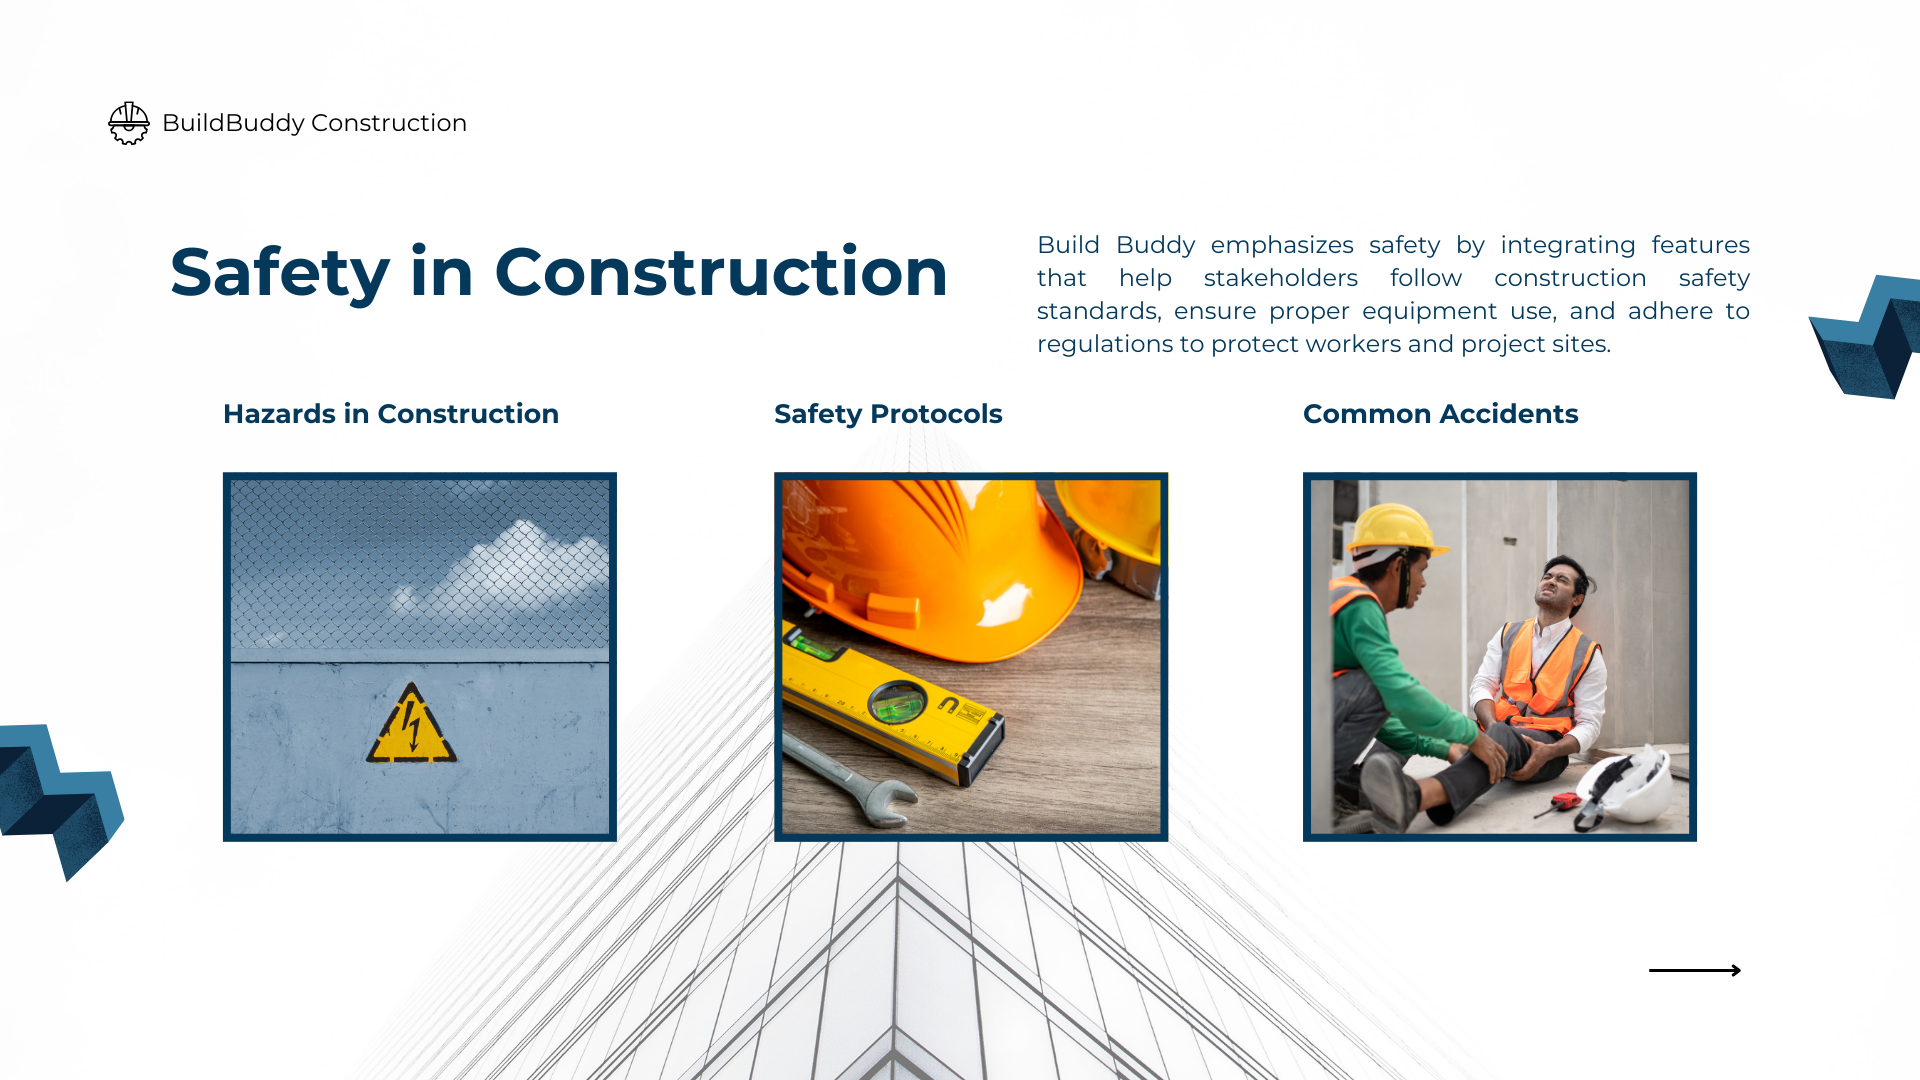 BuildBuddy Construction
Safety in Construction
Build Buddy emphasizes safety by integrating features
that help stakeholders follow construction safety
standards, ensure proper equipment use, and adhere to
regulations to protect workers and project sites.
Hazards in Construction
Safety Protocols
Common Accidents